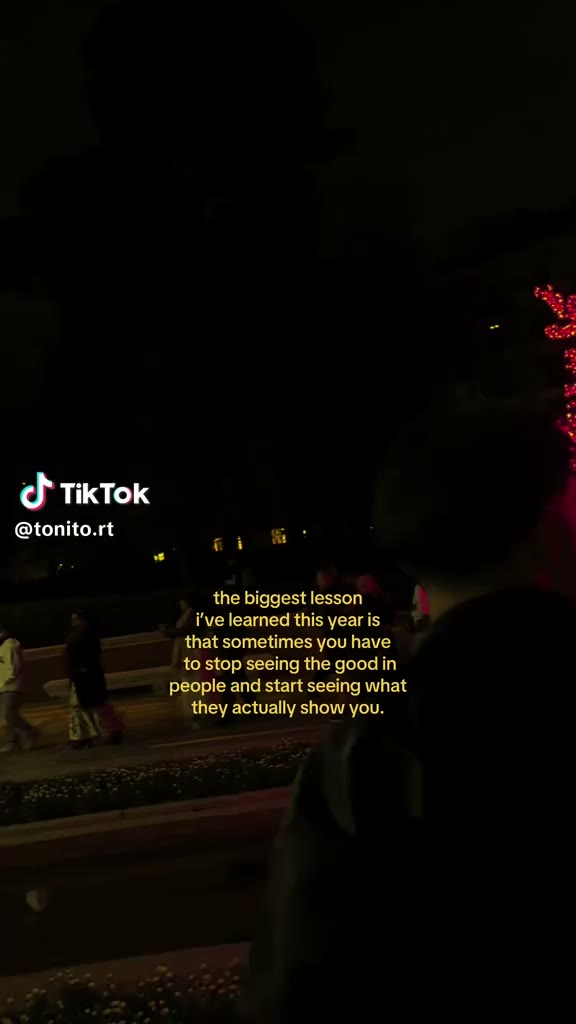 TikTok
@tonito.rt
the biggest lesson
i’ve learned this year is
that sometimes you have
to stop seeing the good in
people and start seeing what
they actually show you.